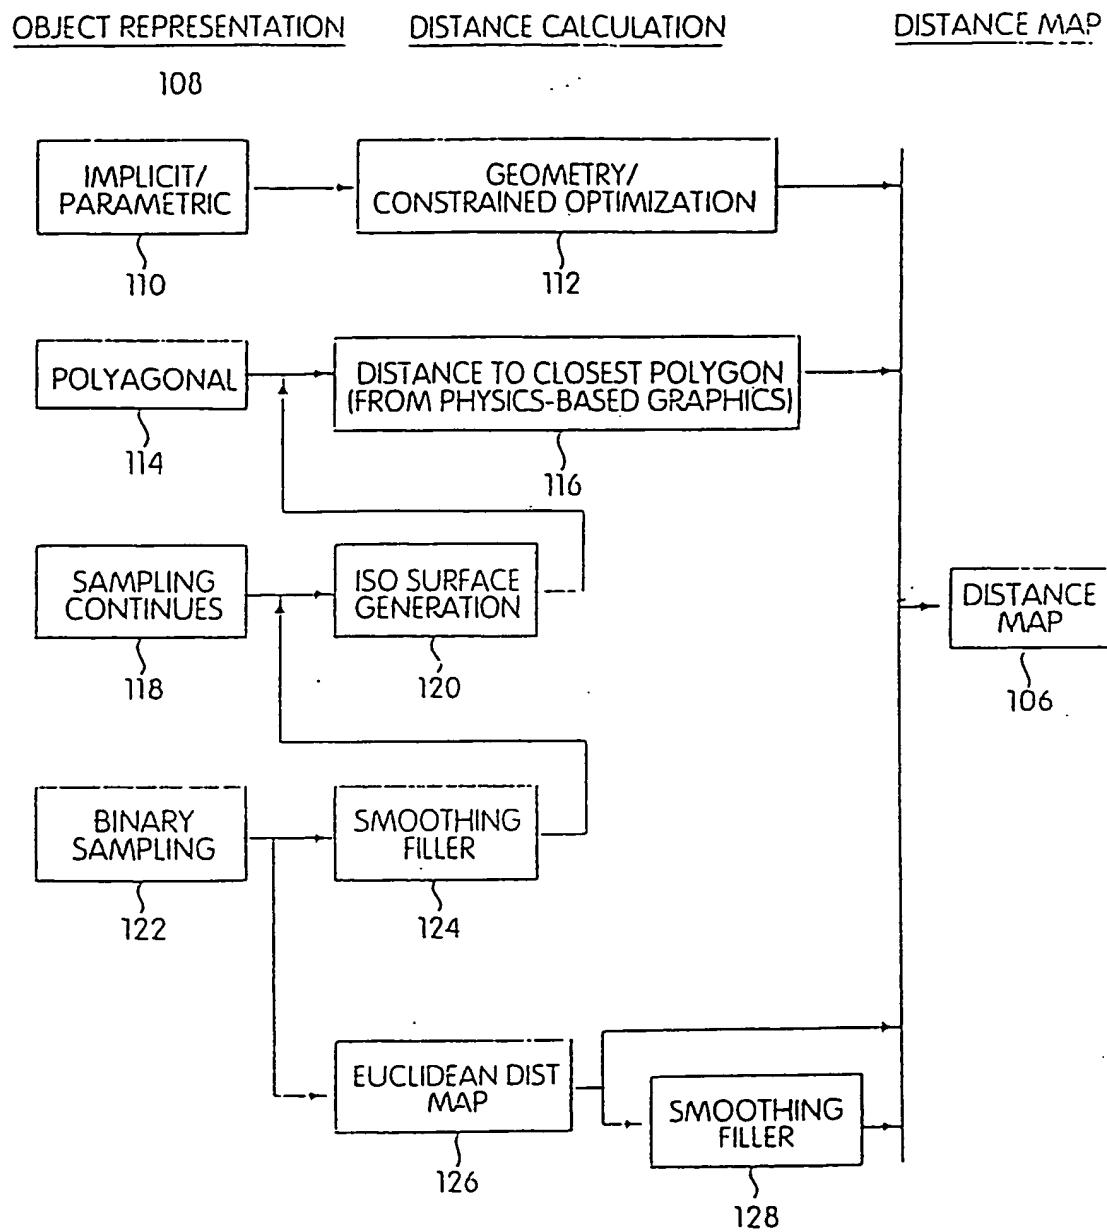 OBJECT REPRESENTATION
DISTANCE CALCULATION
DISTANCE MAP
108
IMPLICIT/
PARAMETRIC
110
GEOMETRY/
CONSTRAINED OPTIMIZATION
112
POLYAGONAL
114
DISTANCE TO CLOSEST POLYGON
(FROM PHYSICS-BASED GRAPHICS)
116
SAMPLING
CONTINUES
118
ISO SURFACE
GENERATION
120
DISTANCE
MAP
106
BINARY
SAMPLING
122
SMOOTHING
FILLER
124
EUCLIDEAN DIST
MAP
126
SMOOTHING
FILLER
128